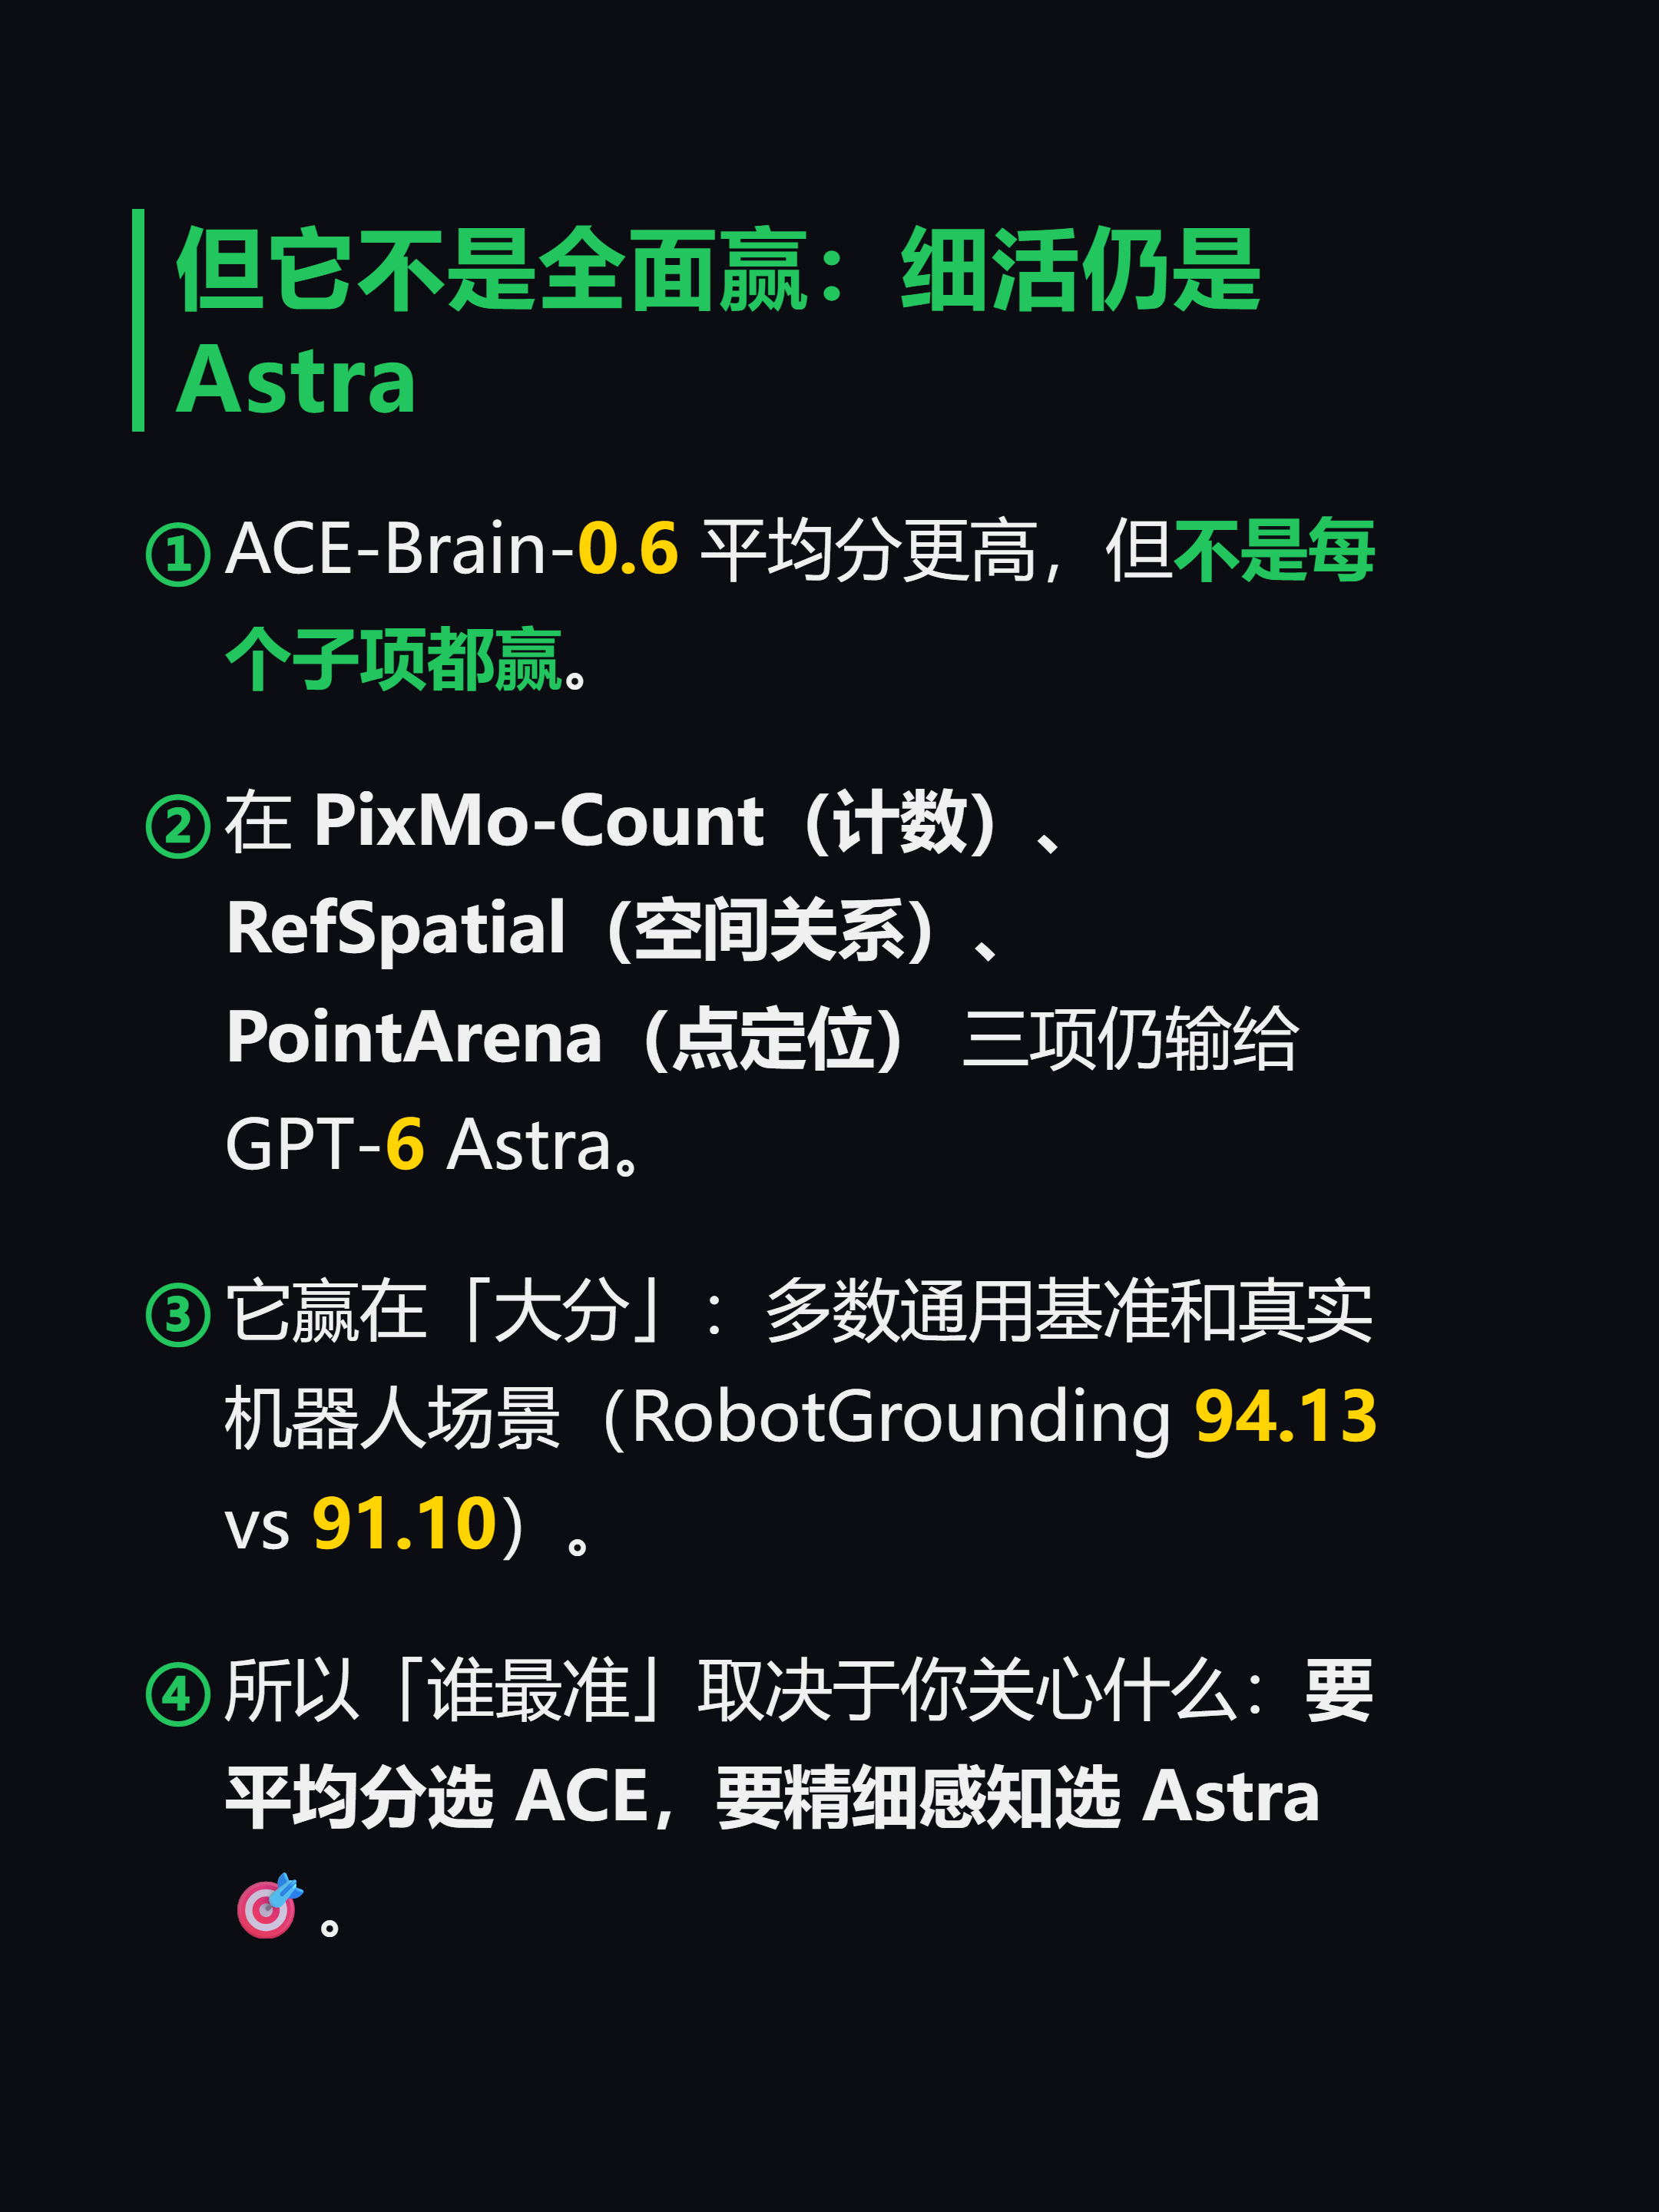 但它不是全面赢：细活仍是
Astra
① ACE-Brain-0.6 平均分更高，但不是每
个子项都赢。
② 在 PixMo-Count（计数）、
RefSpatial（空间关系）、
PointArena（点定位） 三项仍输给
GPT-6 Astra。
③ 它赢在「大分」：多数通用基准和真实
机器人场景（RobotGrounding 94.13
vs 91.10）。
④ 所以「谁最准」取决于你关心什么：要
平均分选 ACE，要精细感知选 Astra
🎯。